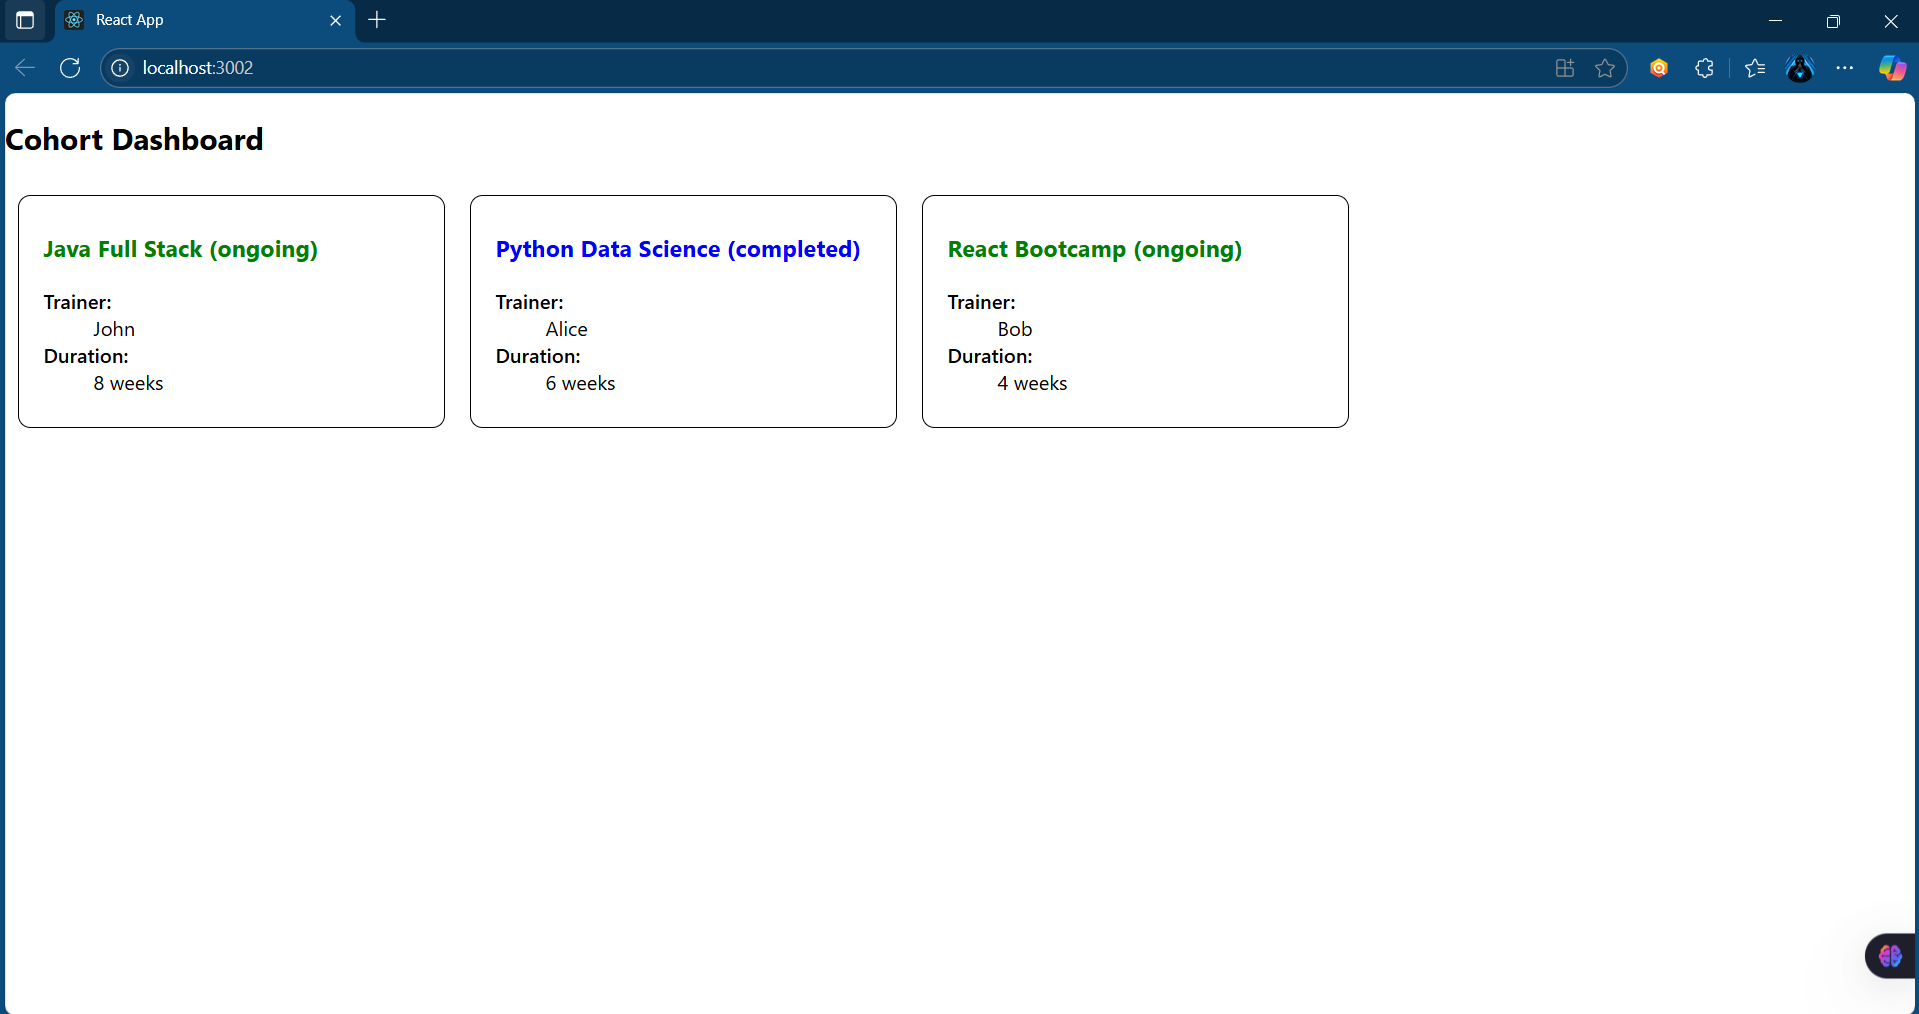 React App
localhost:3002
Cohort Dashboard
Java Full Stack (ongoing)
Trainer:
John
Duration:
8 weeks
Python Data Science (completed)
Trainer:
Alice
Duration:
6 weeks
React Bootcamp (ongoing)
Trainer:
Bob
Duration:
4 weeks